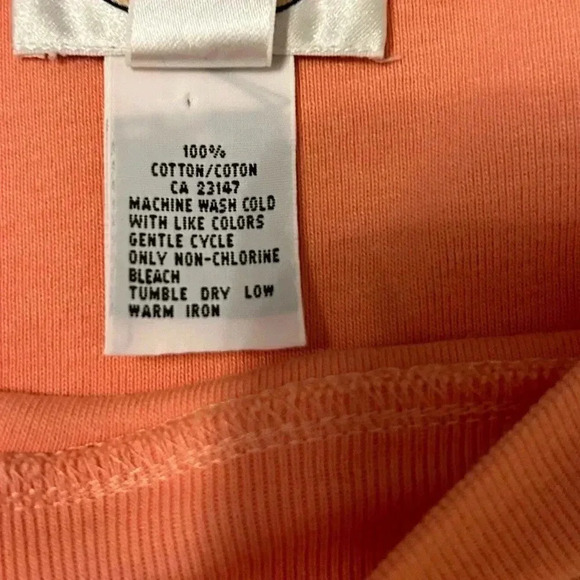 100%
COTTON/COTON
CA 23147
MACHINE WASH COLD
WITH LIKE COLORS
GENTLE CYCLE
ONLY NON-CHLORINE
BLEACH
TUMBLE DRY LOW
WARM IRON